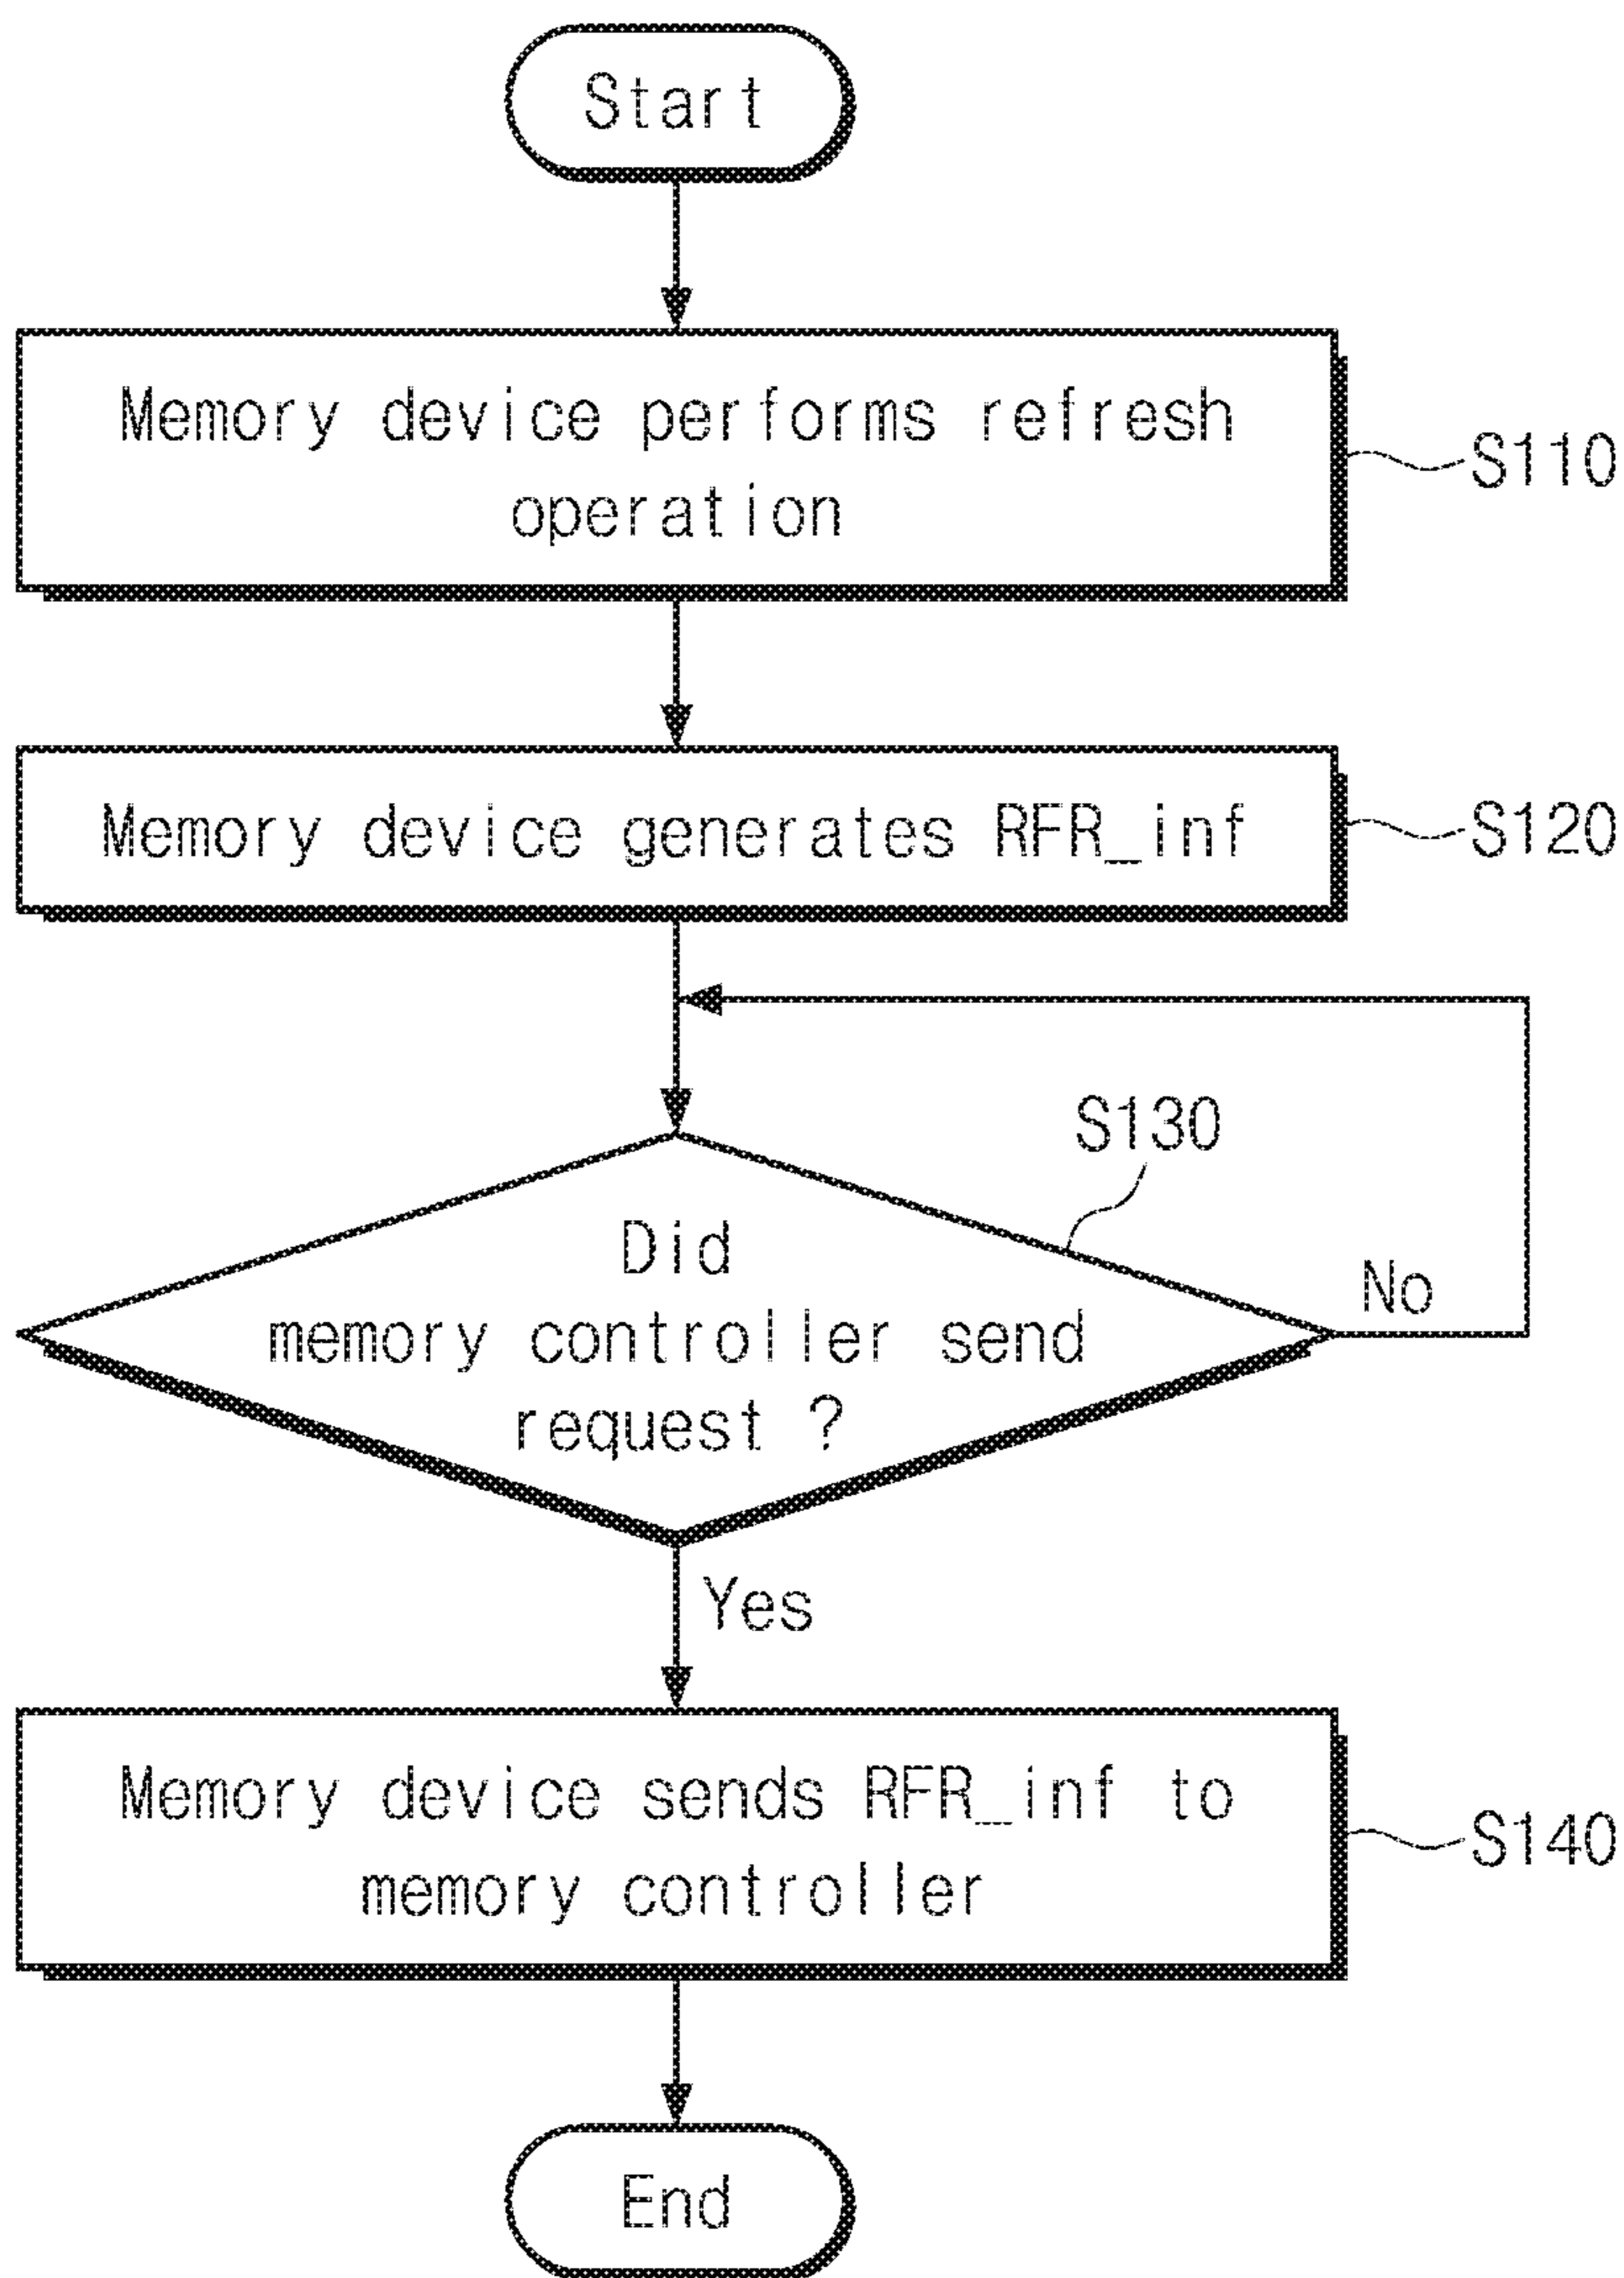 Start
Memory device performs refresh
operation
S110
Memory device generates RFR_inf
S120
S130
Did
memory controller send
request ?
No
Yes
Memory device sends RFR_inf to
memory controller
S140
End